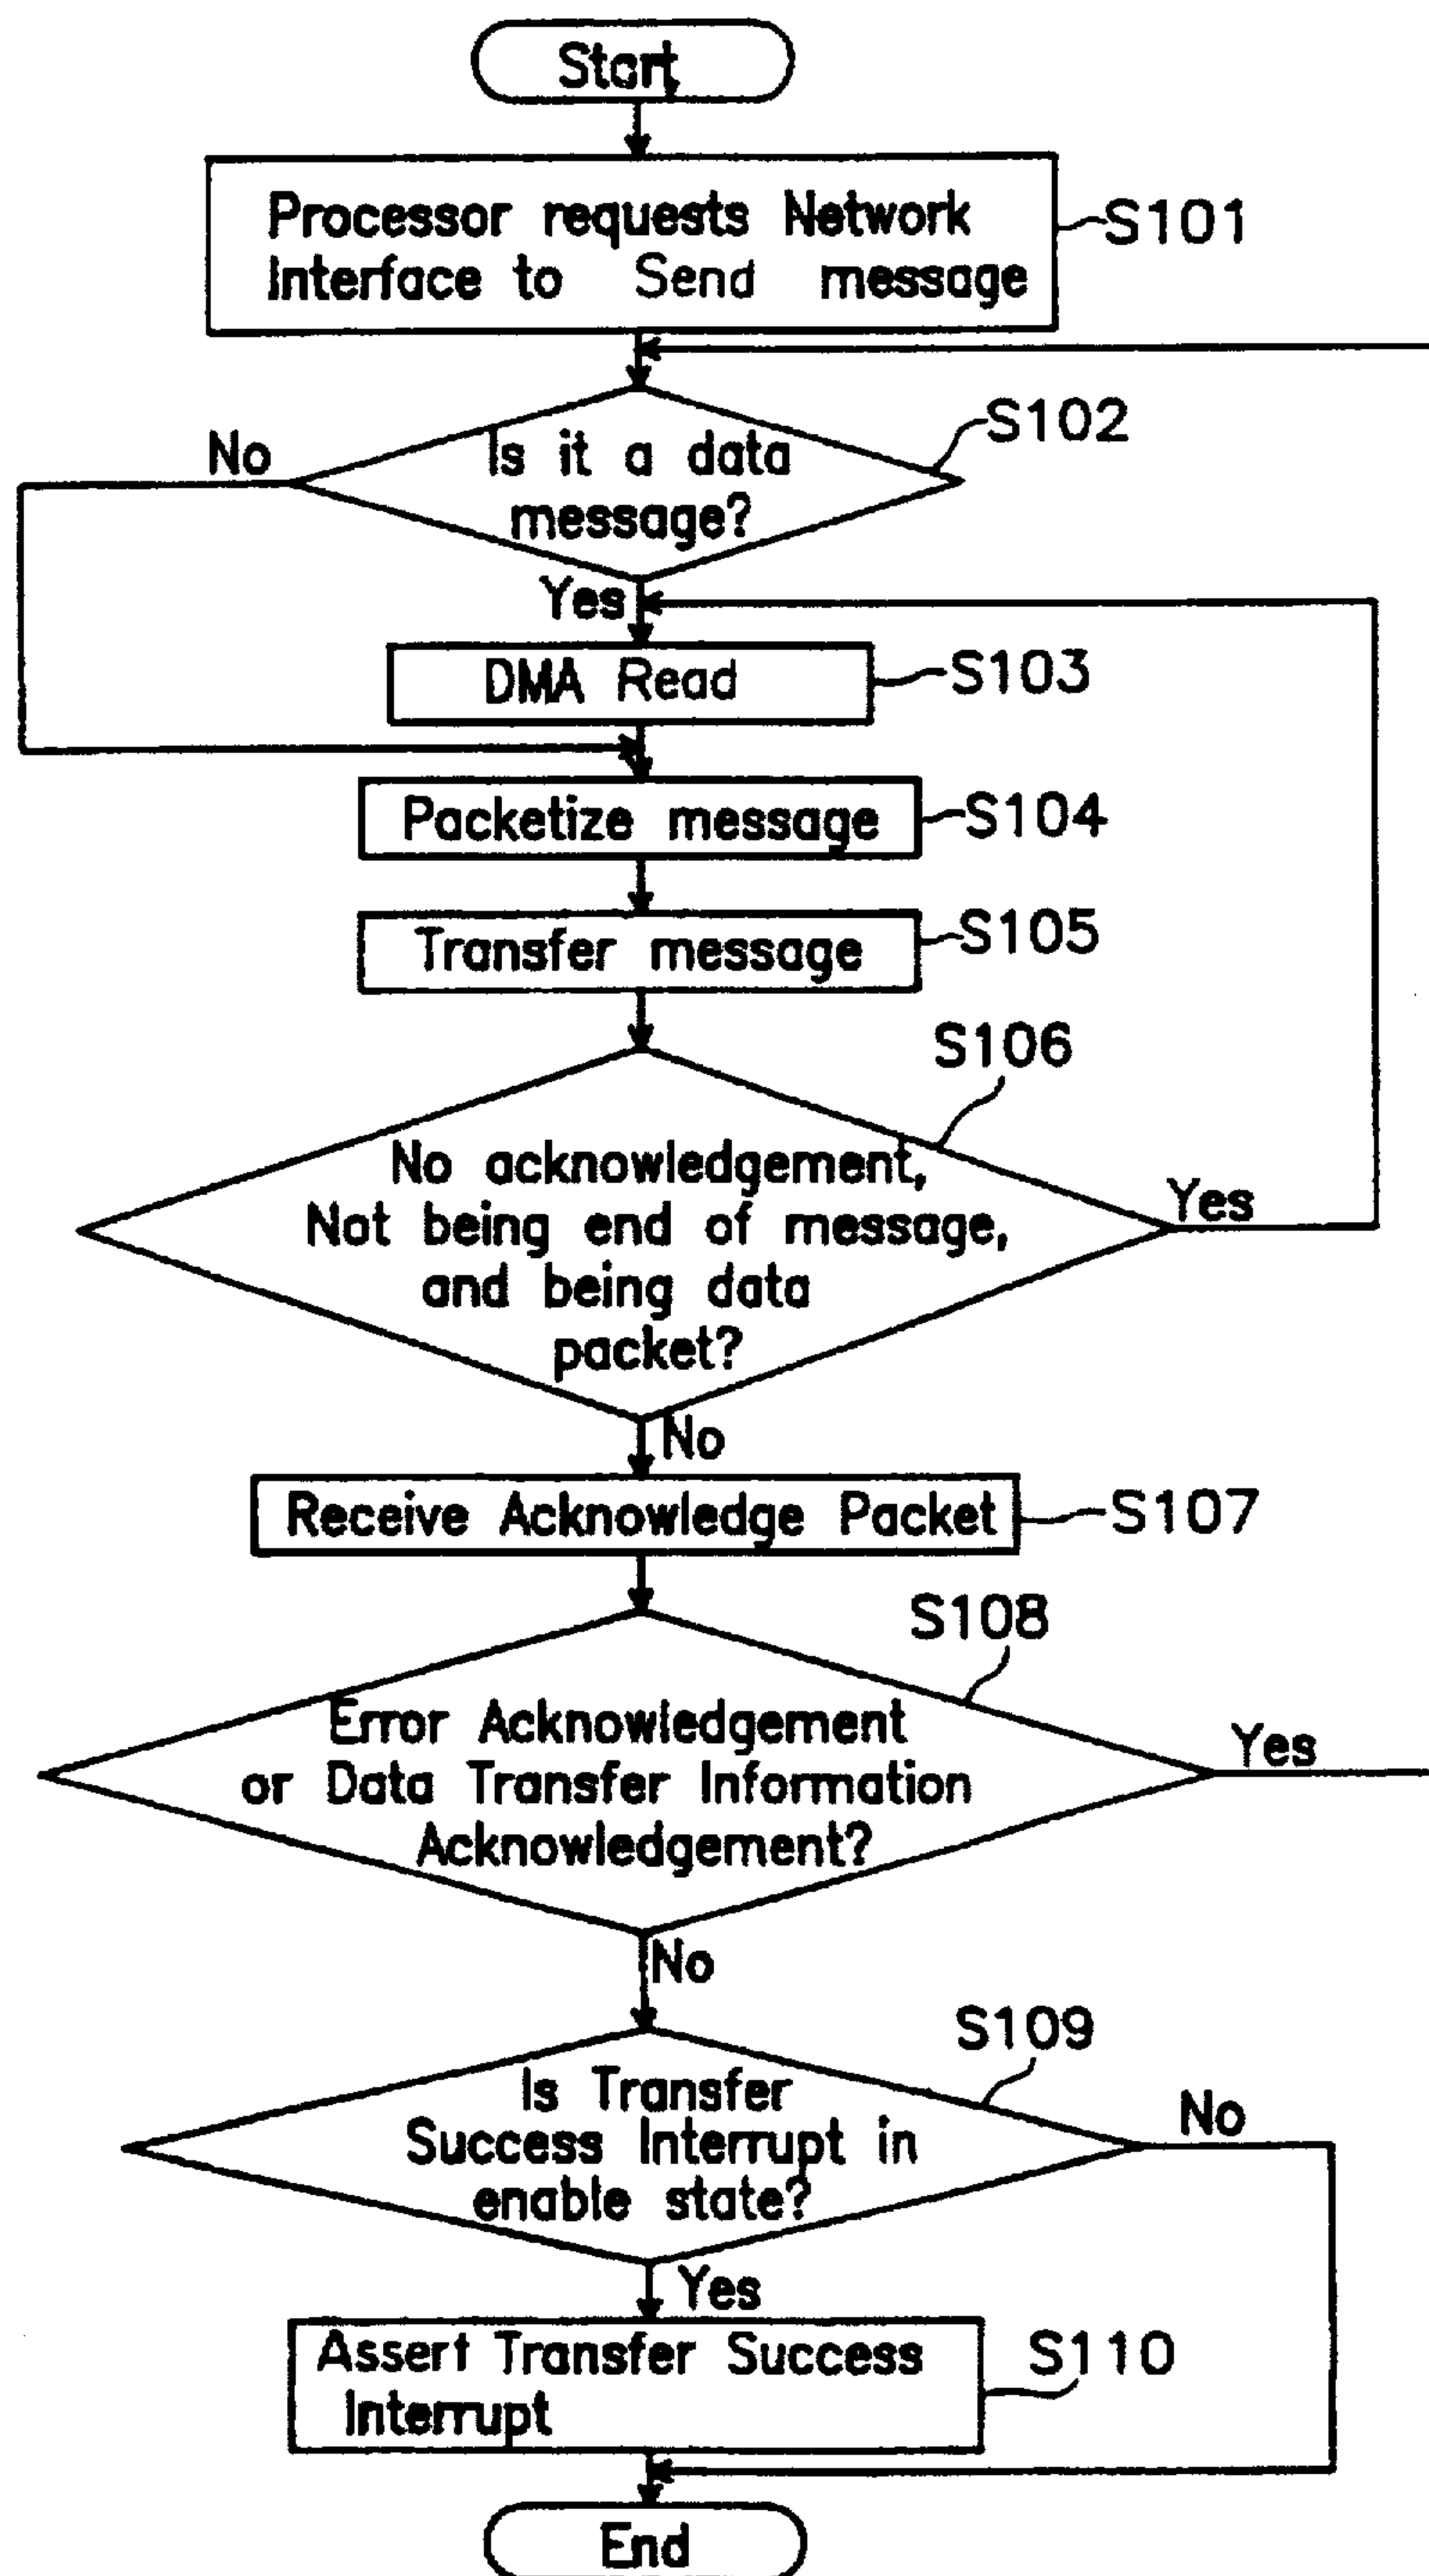 Start
Processor requests Network
Interface to Send message
S101
Is it a data
message?
S102
No
Yes
DMA Read
S103
Packetize message
S104
Transfer message
S105
S106
No acknowledgement,
Not being end of message,
and being data
packet?
Yes
No
Receive Acknowledge Packet
S107
S108
Error Acknowledgement
or Data Transfer Information
Acknowledgement?
Yes
No
S109
Is Transfer
Success Interrupt in
enable state?
No
Yes
Assert Transfer Success
Interrupt
S110
End